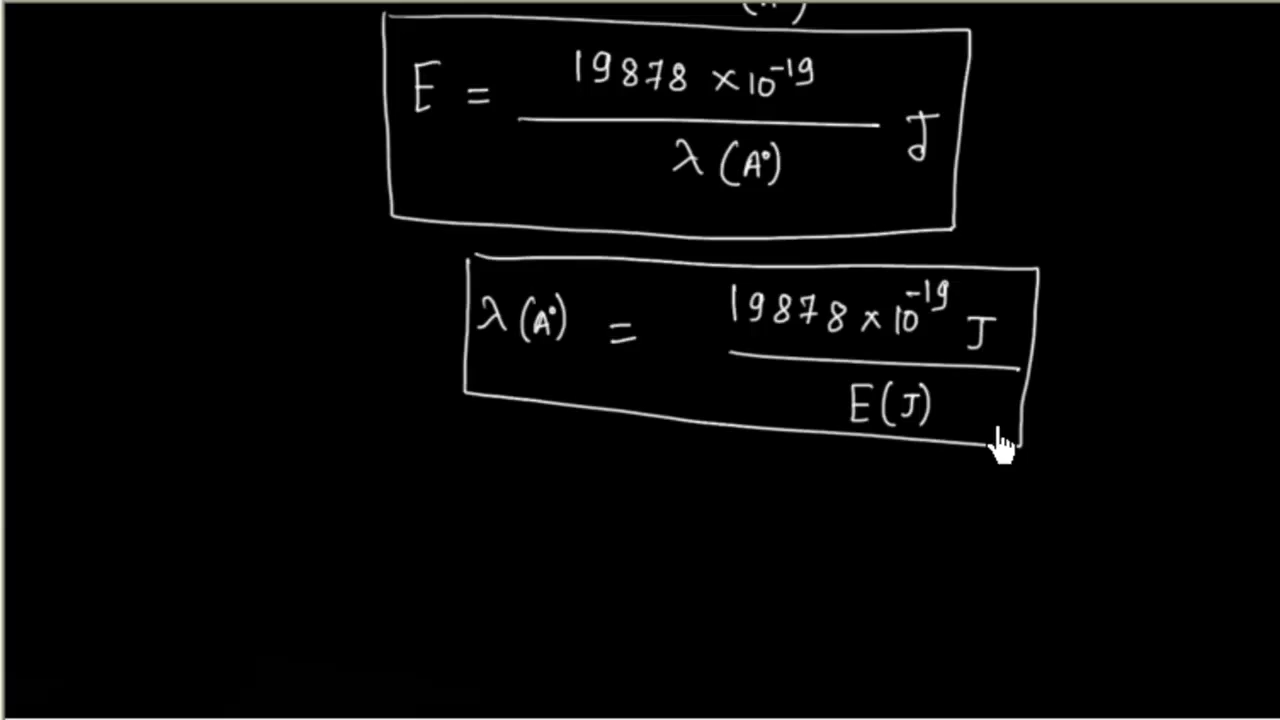 E = 19878 × 10⁻¹⁹ / λ (A°) J
λ (A°) = 19878 × 10⁻¹⁹ J / E (J)